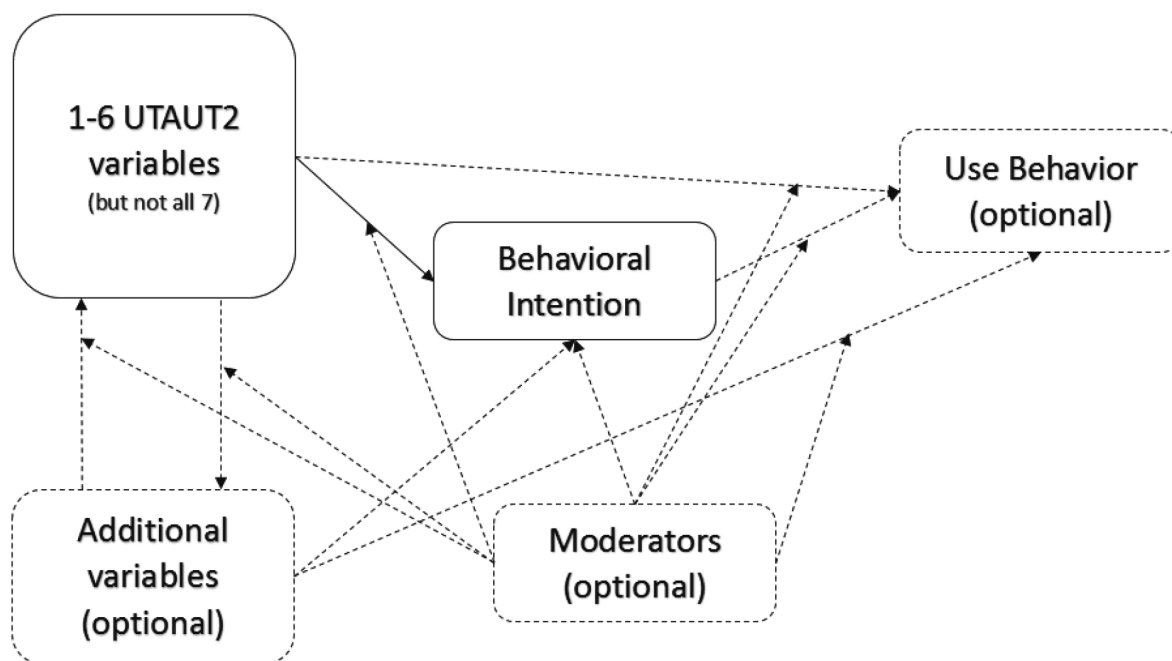 1-6 UTAUT2
variables
(but not all 7)
Use Behavior
(optional)
Behavioral
Intention
Additional
variables
(optional)
Moderators
(optional)